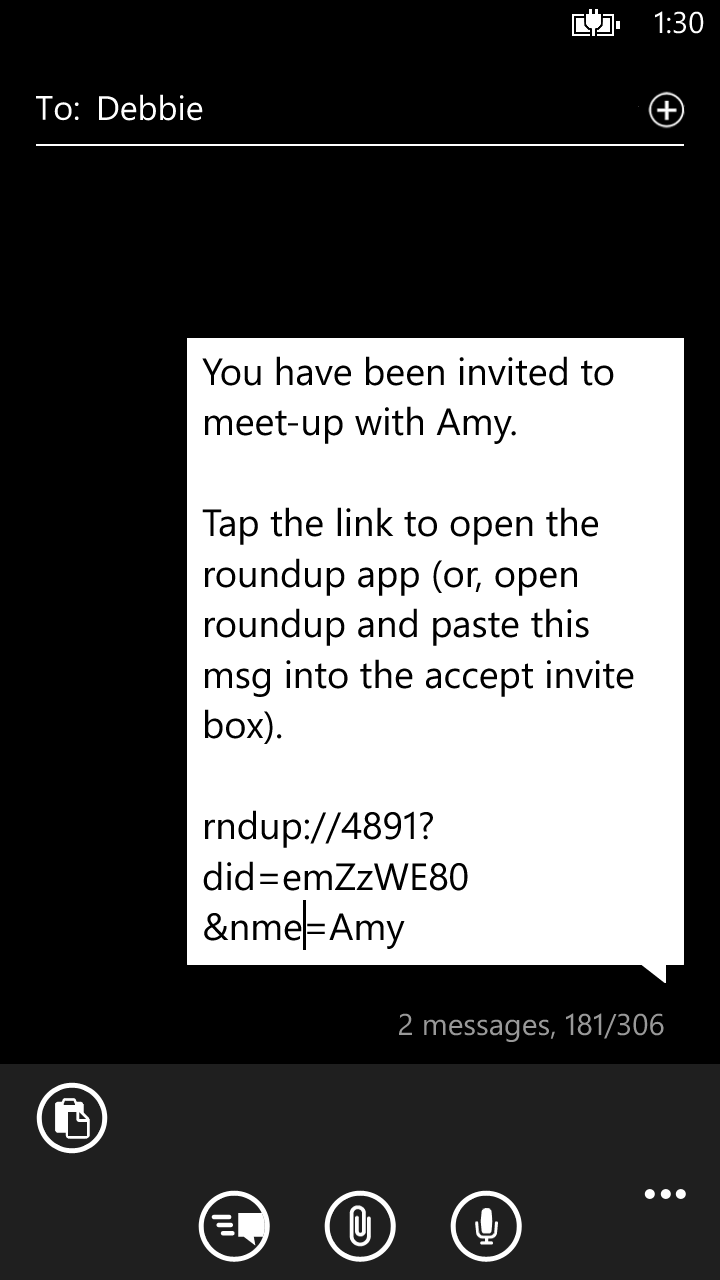 1:30
To: Debbie
You have been invited to
meet-up with Amy.
Tap the link to open the
roundup app (or, open
roundup and paste this
msg into the accept invite
box).
rndup://4891?
did=emZzWE80
&nme=Amy
2 messages, 181/306